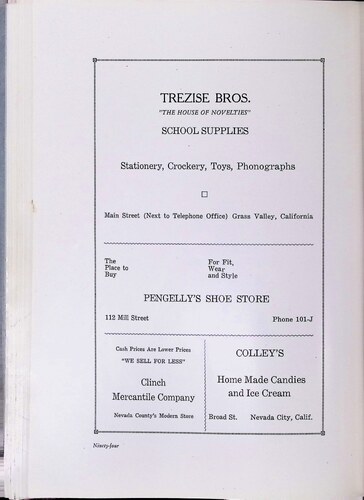 TREZISE BROS.
"THE HOUSE OF NOVELTIES"
SCHOOL SUPPLIES
Stationery, Crockery, Toys, Phonographs
Main Street (Next to Telephone Office) Grass Valley, California
The
Place to
Buy
For Fit,
Wear
and Style
PENGELLY'S SHOE STORE
112 Mill Street Phone 101-J
Cash Prices Are Lower Prices
"WE SELL FOR LESS"
Clinch
Mercantile Company
Nevada County's Modern Store
COLLEY'S
Home Made Candies
and Ice Cream
Broad St. Nevada City, Calif.
Ninety-four